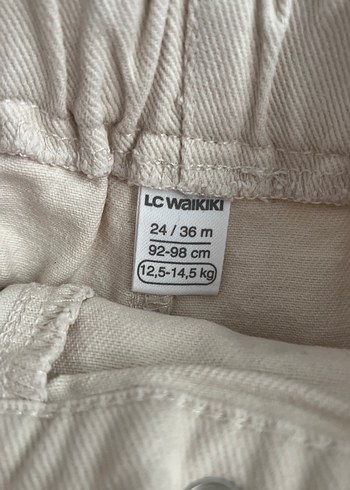 LC WAIKIKI
24 / 36 m
92-98 cm
12,5-14,5 kg